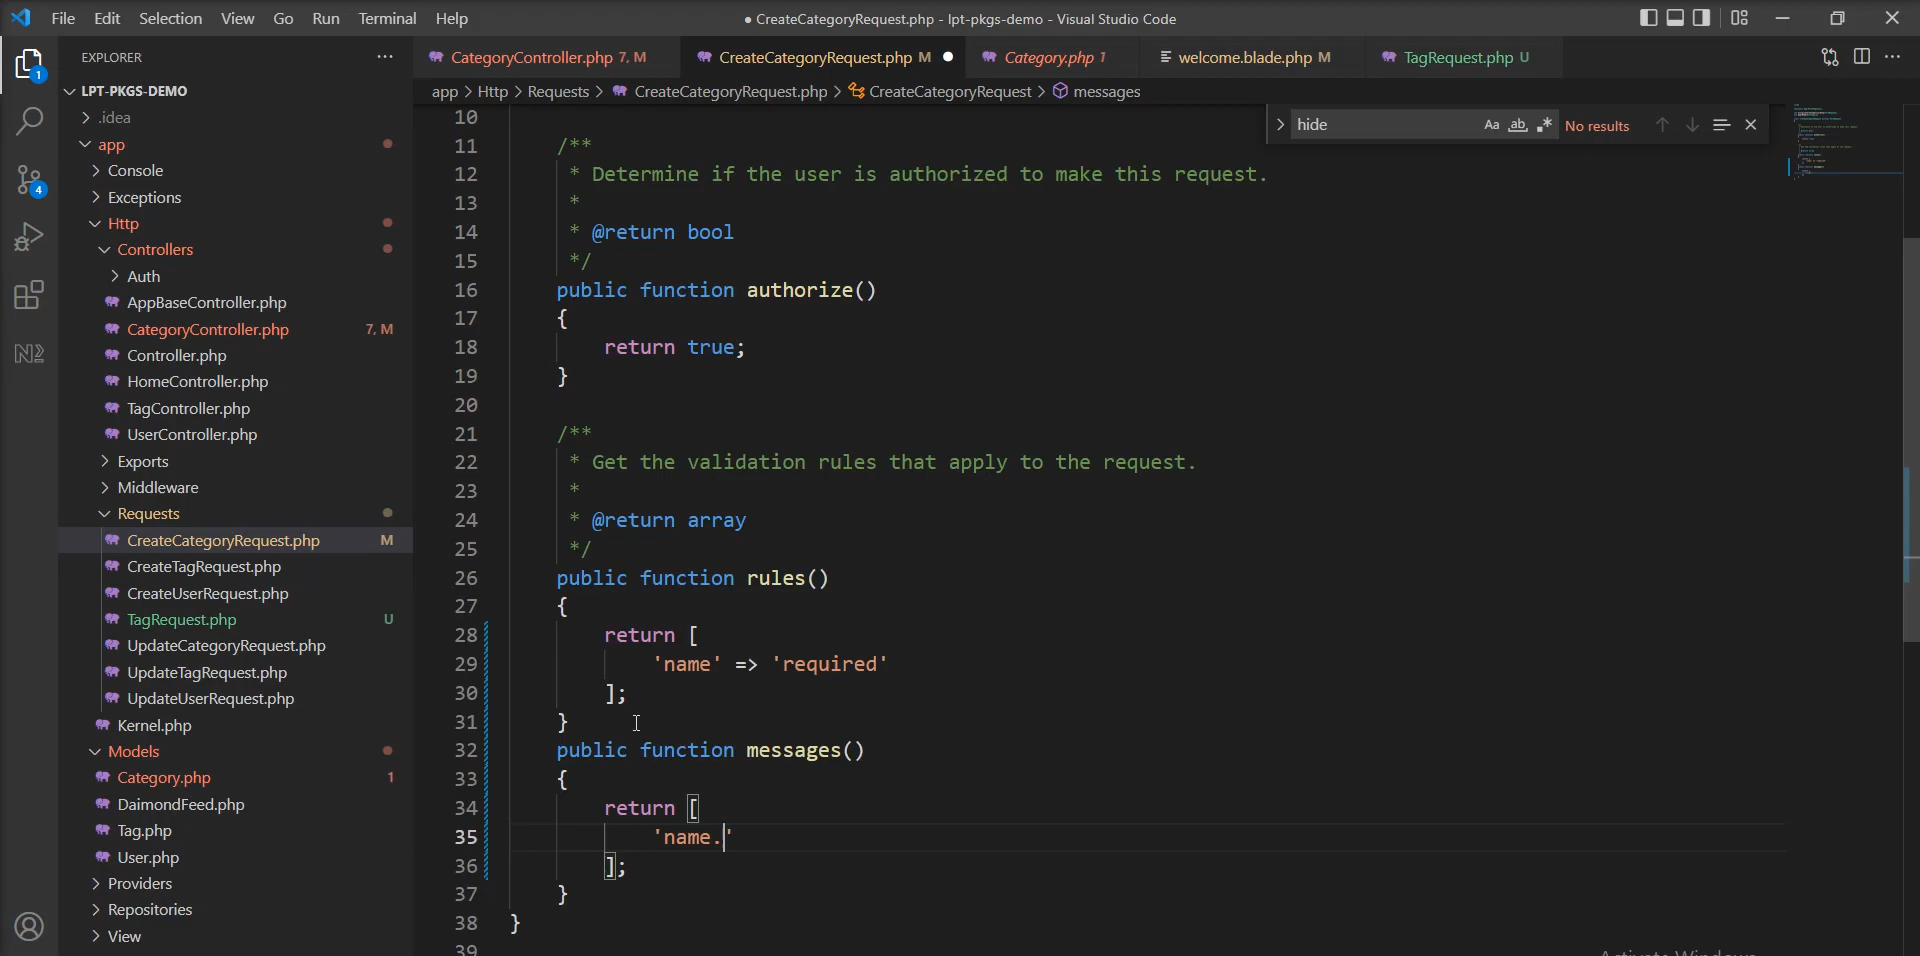 File Edit Selection View Go Run Terminal Help
● CreateCategoryRequest.php - lpt-pkgs-demo - Visual Studio Code
EXPLORER
CategoryController.php 7, M
CreateCategoryRequest.php M
Category.php 1
welcome.blade.php M
TagRequest.php U
app > Http > Requests > CreateCategoryRequest.php > CreateCategoryRequest > messages
hide
Aa ab .*
No results
1
4
LPT-PKGS-DEMO
.idea
app
Console
Exceptions
Http
Controllers
Auth
AppBaseController.php
CategoryController.php 7, M
Controller.php
HomeController.php
TagController.php
UserController.php
Exports
Middleware
Requests
CreateCategoryRequest.php M
CreateTagRequest.php
CreateUserRequest.php
TagRequest.php U
UpdateCategoryRequest.php
UpdateTagRequest.php
UpdateUserRequest.php
Kernel.php
Models
Category.php 1
DaimondFeed.php
Tag.php
User.php
Providers
Repositories
View
10
11 /**
12 * Determine if the user is authorized to make this request.
13 *
14 * @return bool
15 */
16 public function authorize()
17 {
18 return true;
19 }
20
21 /**
22 * Get the validation rules that apply to the request.
23 *
24 * @return array
25 */
26 public function rules()
27 {
28 return [
29 'name' => 'required'
30 ];
31 }
32 public function messages()
33 {
34 return [
35 'name.'
36 ];
37 }
38 }
39